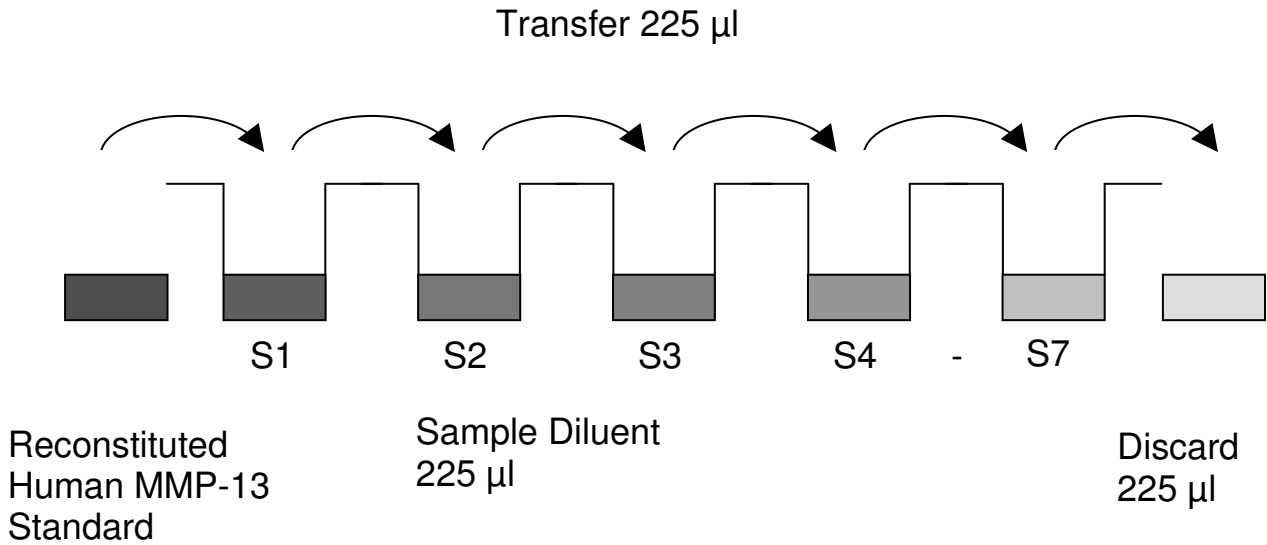 Transfer 225 µl
S1 S2 S3 S4 - S7
Reconstituted
Human MMP-13
Standard
Sample Diluent
225 µl
Discard
225 µl